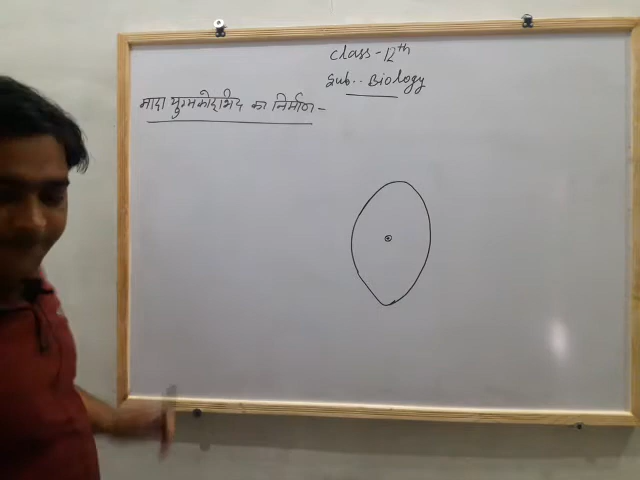 Class-12th
Sub.. Biology
मादा युग्मकोद्भिद का निर्माण-